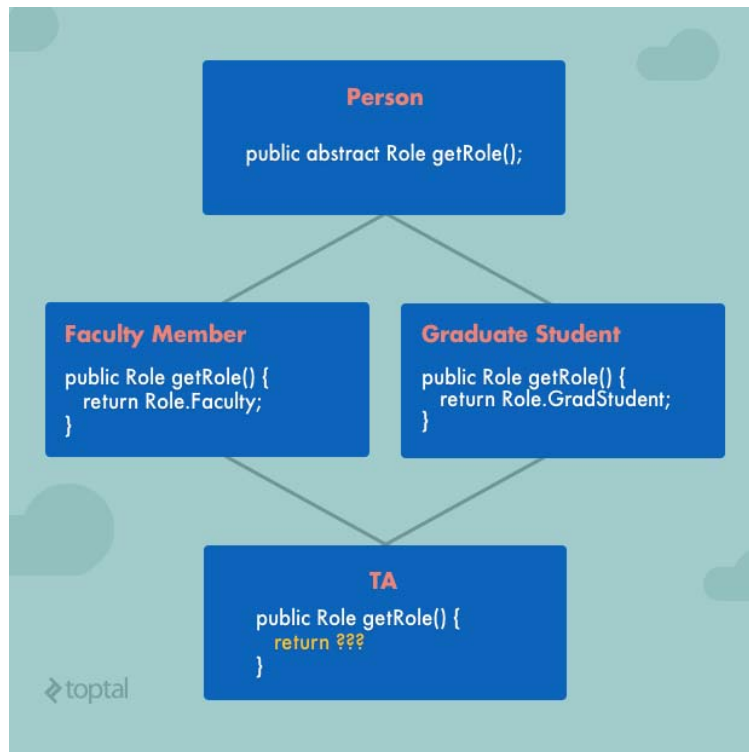 Person
public abstract Role getRole();
Faculty Member
public Role getRole() {
return Role.Faculty;
}
Graduate Student
public Role getRole() {
return Role.GradStudent;
}
TA
public Role getRole() {
return ???
}
toptal